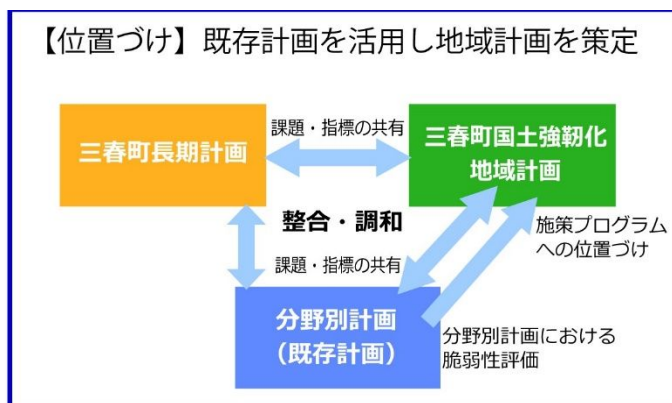 【位置づけ】既存計画を活用し地域計画を策定
課題・指標の共有
三春町長期計画
三春町国土強靭化
地域計画
整合・調和
施策プログラム
への位置づけ
課題・指標の共有
分野別計画
（既存計画）
分野別計画における
脆弱性評価